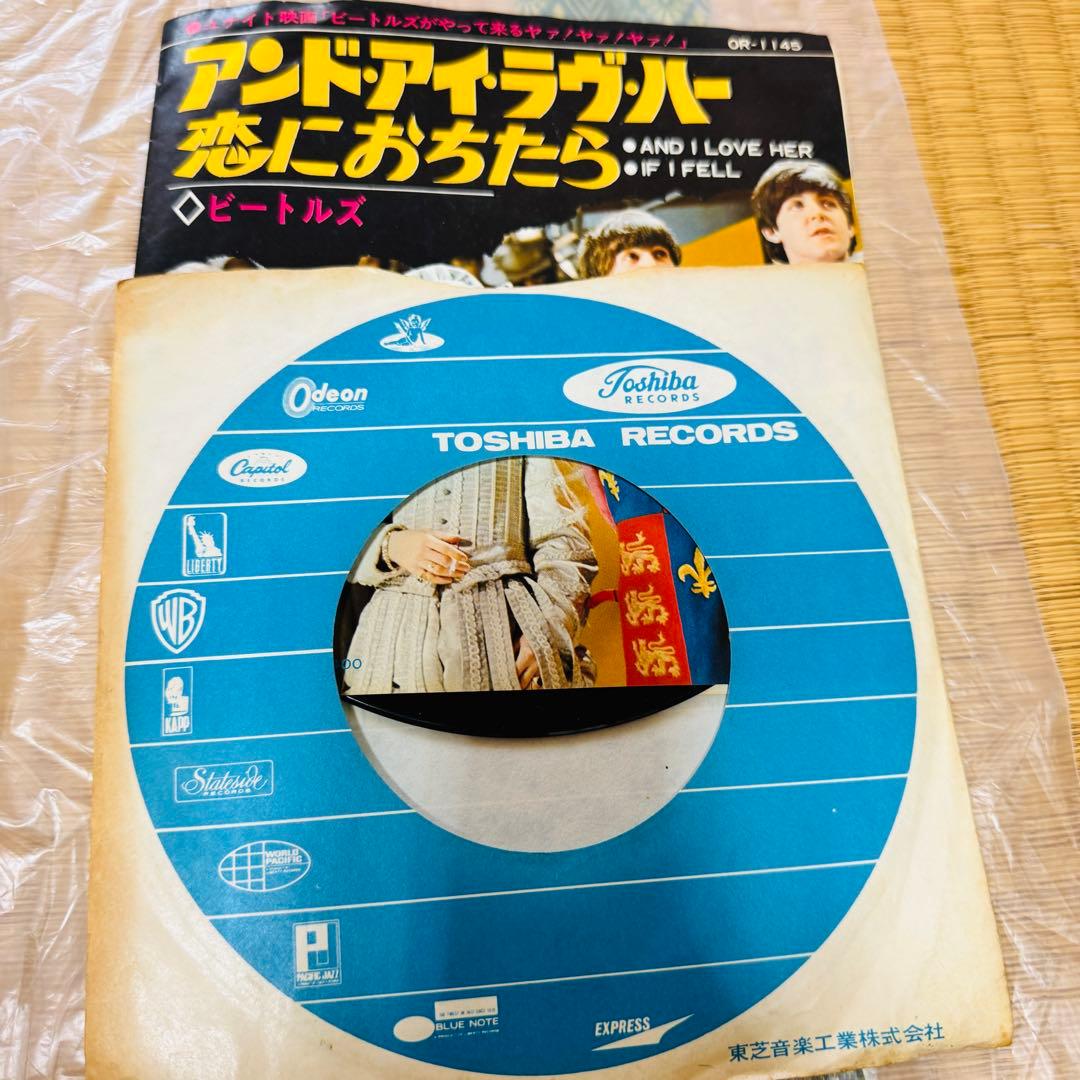 ユナイト映画「ビートルズがやって来るヤァ!ヤァ!ヤァ!」
OR-1145
アンド・アイ・ラヴ・ハー
恋におちたら
●AND I LOVE HER
●IF I FELL
◇ビートルズ
Odeon
RECORDS
Toshiba
RECORDS
TOSHIBA RECORDS
Capitol
RECORDS
LIBERTY
WB
KAPP
Stateside
RECORDS
WORLD
PACIFIC
PACIFIC JAZZ
BLUE NOTE
EXPRESS
東芝音楽工業株式会社